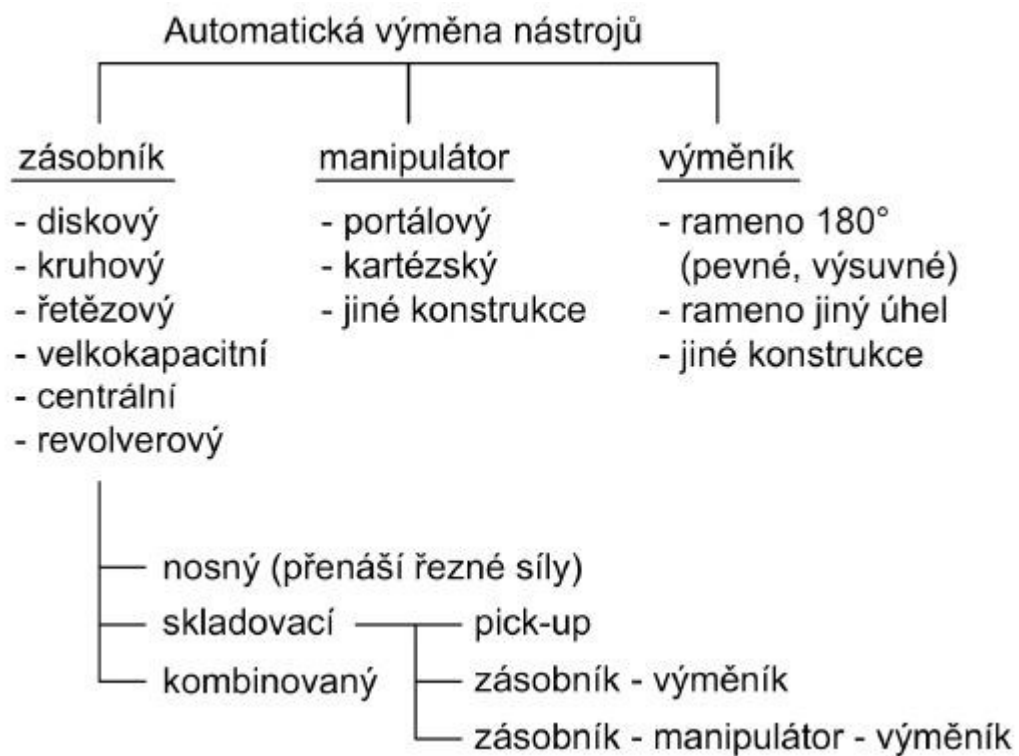 Automatická výměna nástrojů
zásobník
- diskový
- kruhový
- řetězový
- velkokapacitní
- centrální
- revolverový
manipulátor
- portálový
- kartézský
- jiné konstrukce
výměník
- rameno 180°
(pevné, výsuvné)
- rameno jiný úhel
- jiné konstrukce
nosný (přenáší řezné síly)
skladovací
kombinovaný
pick-up
zásobník - výměník
zásobník - manipulátor - výměník